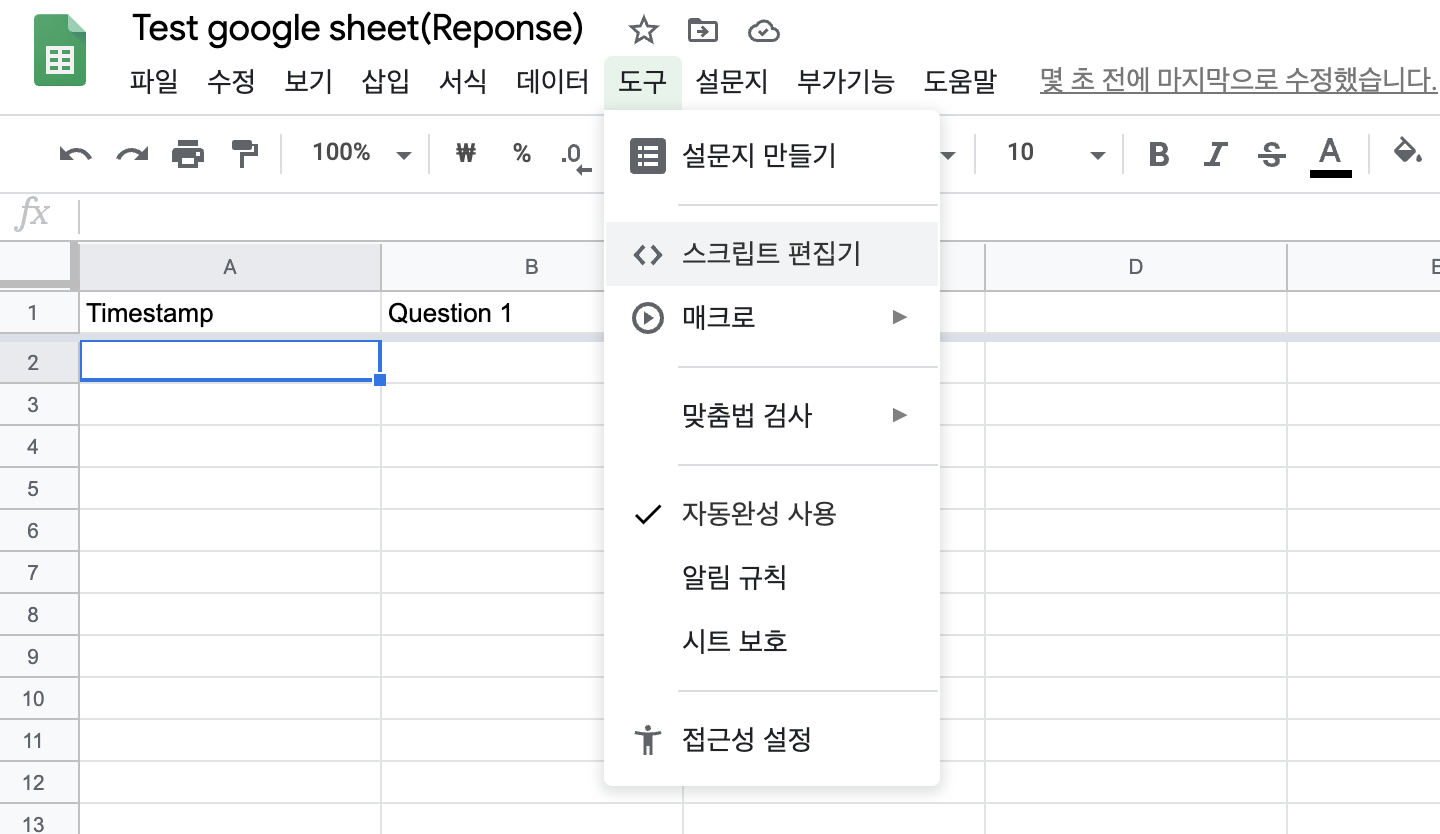 Test google sheet(Reponse)
파일 수정 보기 삽입 서식 데이터 도구 설문지 부가기능 도움말 몇 초 전에 마지막으로 수정했습니다.
100% ₩ % .0 10 B I S A
fx
A B D E
1 Timestamp Question 1
2
3
4
5
6
7
8
9
10
11
12
13
설문지 만들기
스크립트 편집기
매크로
맞춤법 검사
자동완성 사용
알림 규칙
시트 보호
접근성 설정